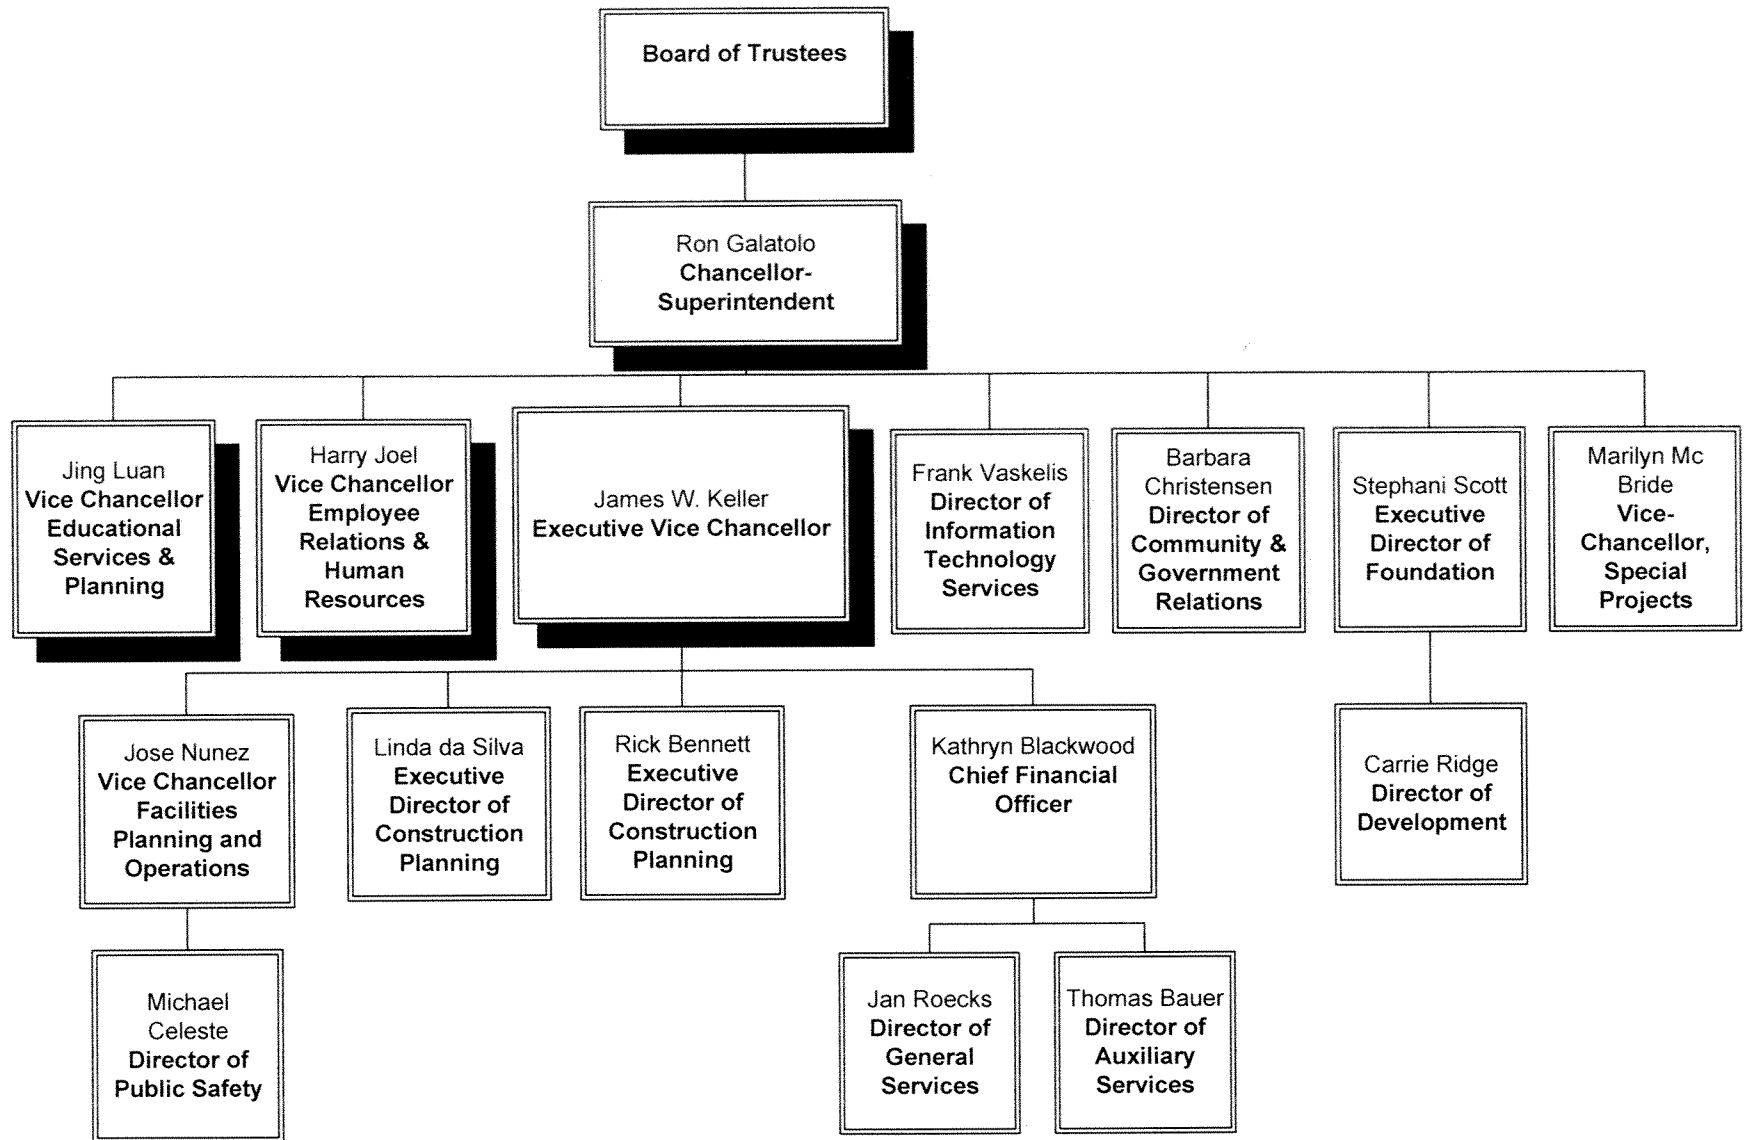 Board of Trustees
Ron Galatolo
Chancellor-
Superintendent
Jing Luan
Vice Chancellor
Educational
Services &
Planning
Harry Joel
Vice Chancellor
Employee
Relations &
Human
Resources
James W. Keller
Executive Vice Chancellor
Frank Vaskelis
Director of
Information
Technology
Services
Barbara
Christensen
Director of
Community &
Government
Relations
Stephani Scott
Executive
Director of
Foundation
Marilyn Mc
Bride
Vice-
Chancellor,
Special
Projects
Jose Nunez
Vice Chancellor
Facilities
Planning and
Operations
Linda da Silva
Executive
Director of
Construction
Planning
Rick Bennett
Executive
Director of
Construction
Planning
Kathryn Blackwood
Chief Financial
Officer
Carrie Ridge
Director of
Development
Michael
Celeste
Director of
Public Safety
Jan Roecks
Director of
General
Services
Thomas Bauer
Director of
Auxiliary
Services